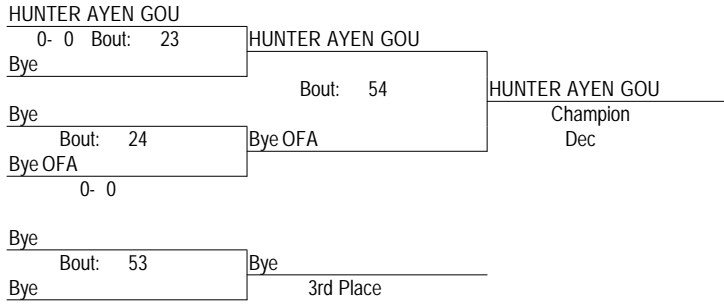 HUNTER AYEN GOU
0- 0 Bout: 23
HUNTER AYEN GOU
Bye
Bout: 54
HUNTER AYEN GOU
Bye
Champion
Bout: 24
Bye OFA
Dec
Bye OFA
0- 0
Bye
Bout: 53
Bye
Bye
3rd Place